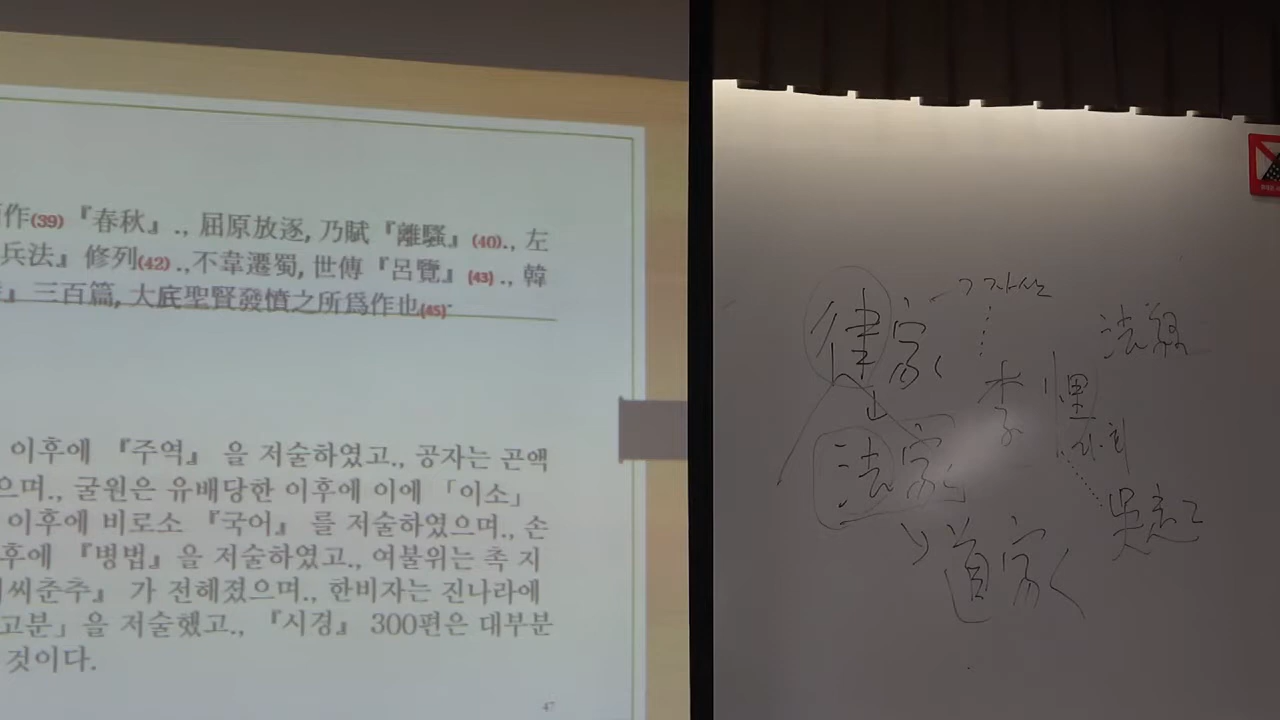 作(39)『春秋』., 屈原放逐, 乃賦『離騷』(40)., 左
兵法』修列(42) .,不韋遷蜀, 世傳『呂覽』(43) ., 韓
』三百篇, 大底聖賢發憤之所爲作也(45).
이후에 『주역』 을 저술하였고., 공자는 곤액
으며., 굴원은 유배당한 이후에 이에 「이소」
이후에 비로소 『국어』 를 저술하였으며., 손
후에 『병법』을 저술하였고., 여불위는 촉 지
씨춘추』 가 전해졌으며., 한비자는 진나라에
고분」을 저술했고., 『시경』 300편은 대부분
것이다.
47
律家
자산
法經
李悝
法家
吳起
道家